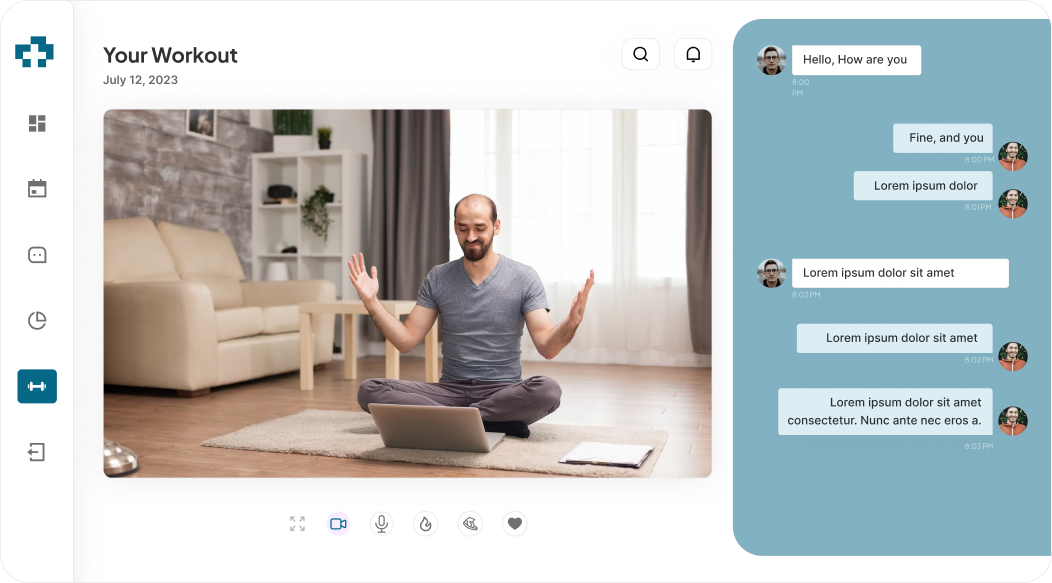 Your Workout
July 12, 2023
Hello, How are you
8:00
PM
Fine, and you
8:00 PM
Lorem ipsum dolor
8:01 PM
Lorem ipsum dolor sit amet
8:02 PM
Lorem ipsum dolor sit amet
8:02 PM
Lorem ipsum dolor sit amet
consectetur. Nunc ante nec eros a.
8:03 PM